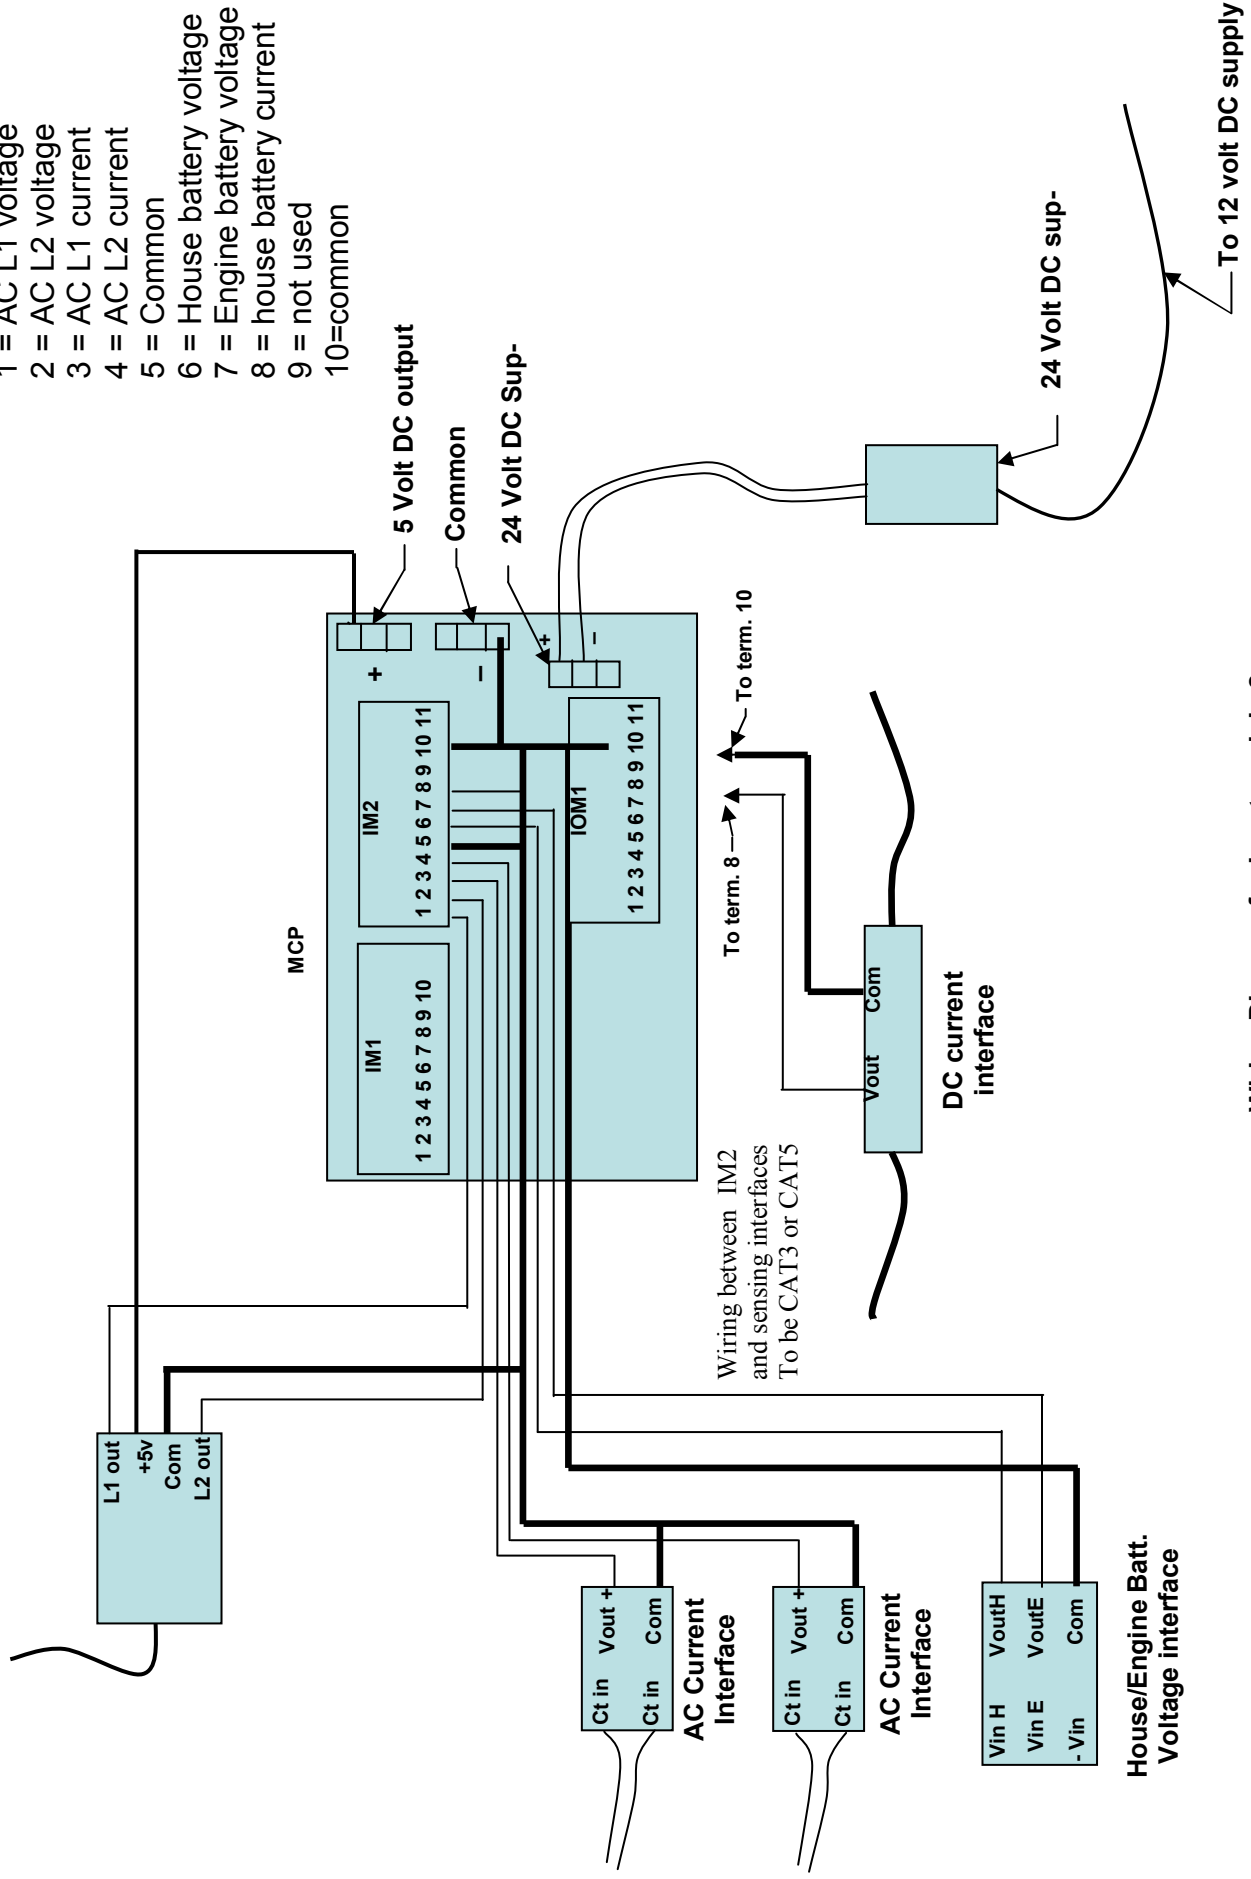 1 = AC L1 voltage
2 = AC L2 voltage
3 = AC L1 current
4 = AC L2 current
5 = Common
6 = House battery voltage
7 = Engine battery voltage
8 = house battery current
9 = not used
10=common
L1 out
+5v
Com
L2 out
MCP
IM1
1 2 3 4 5 6 7 8 9 10
IM2
1 2 3 4 5 6 7 8 9 10 11
IOM1
1 2 3 4 5 6 7 8 9 10 11
+
–
+
–
5 Volt DC output
Common
24 Volt DC Sup-
24 Volt DC sup-
To 12 volt DC supply
To term. 8
To term. 10
Wiring between IM2
and sensing interfaces
To be CAT3 or CAT5
Vout
Com
DC current
interface
Ct in
Vout +
Ct in
Com
AC Current
Interface
Ct in
Vout +
Ct in
Com
AC Current
Interface
Vin H
VoutH
Vin E
VoutE
- Vin
Com
House/Engine Batt.
Voltage interface